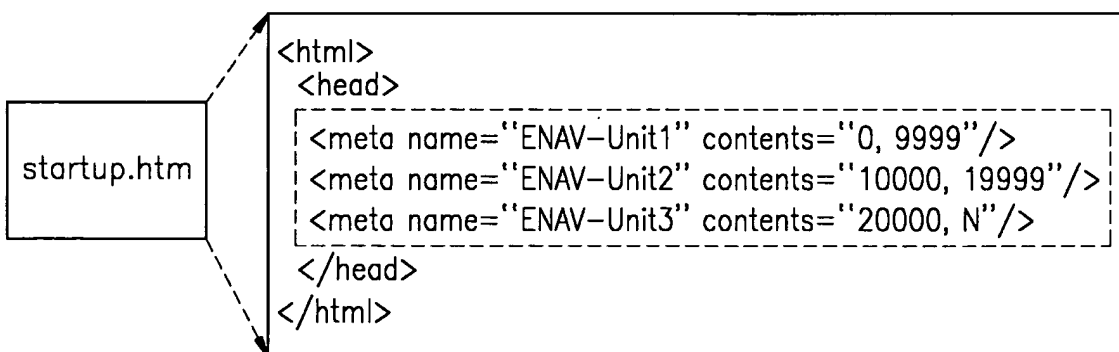 startup.htm
<html>
<head>
<meta name="ENAV-Unit1" contents="0, 9999"/>
<meta name="ENAV-Unit2" contents="10000, 19999"/>
<meta name="ENAV-Unit3" contents="20000, N"/>
</head>
</html>